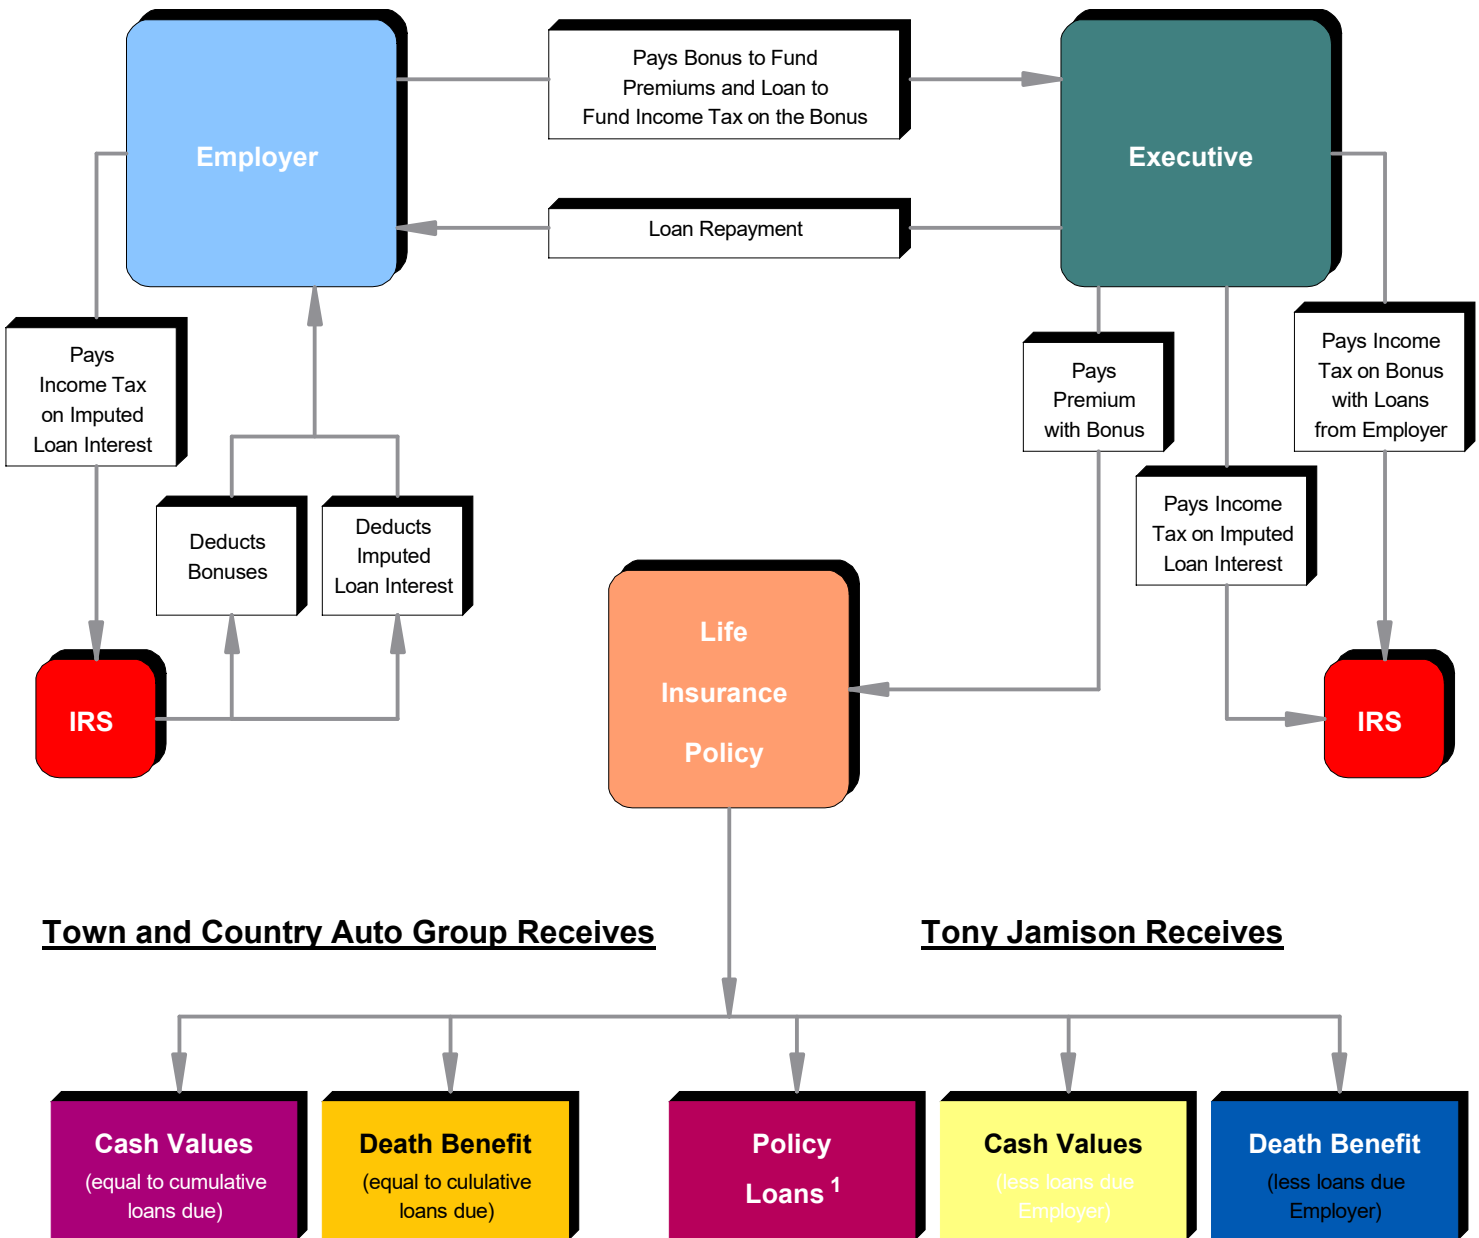 Pays Bonus to Fund
Premiums and Loan to
Fund Income Tax on the Bonus
Employer
Executive
Loan Repayment
Pays
Income Tax
on Imputed
Loan Interest
Pays
Premium
with Bonus
Pays Income
Tax on Bonus
with Loans
from Employer
Deducts
Bonuses
Deducts
Imputed
Loan Interest
Pays Income
Tax on Imputed
Loan Interest
Life
Insurance
Policy
IRS
IRS
Town and Country Auto Group Receives
Tony Jamison Receives
Cash Values
(equal to cumulative
loans due)
Death Benefit
(equal to cululative
loans due)
Policy
Loans 1
Cash Values
(less loans due
Employer)
Death Benefit
(less loans due
Employer)